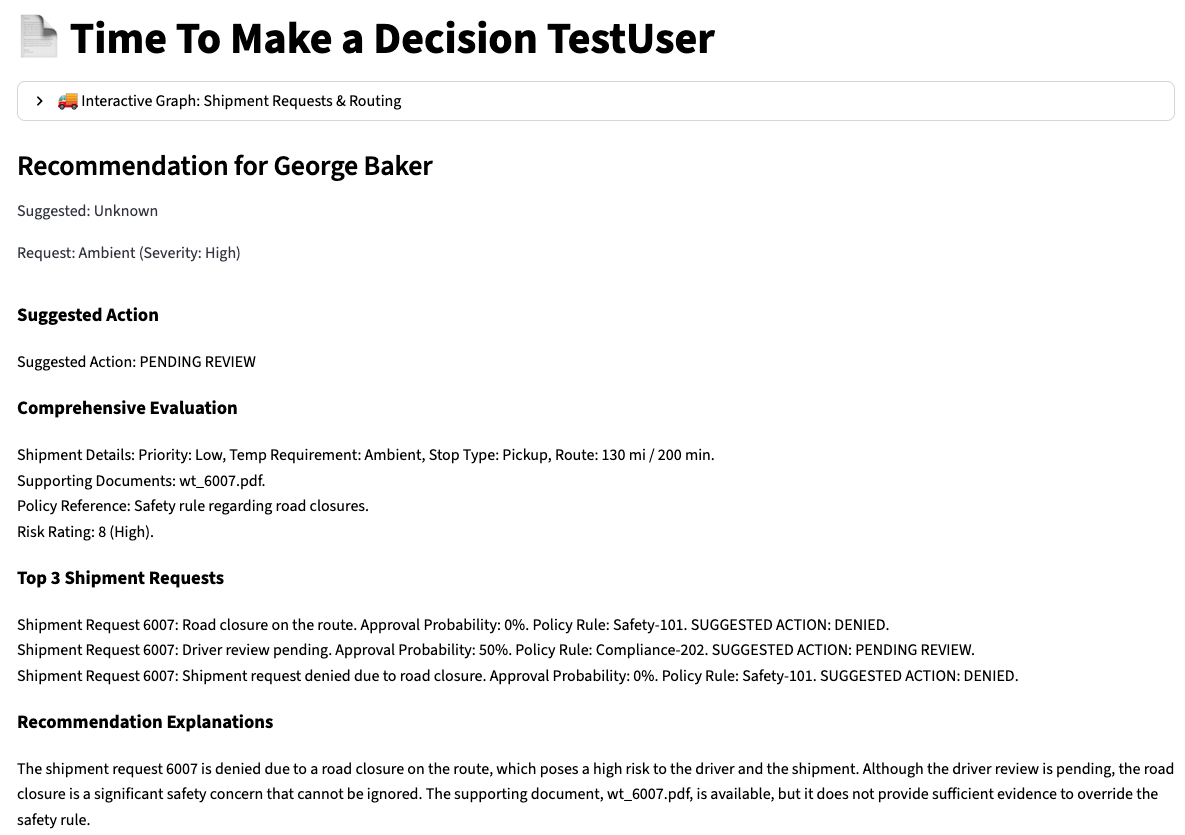 Time To Make a Decision TestUser
Interactive Graph: Shipment Requests & Routing
Recommendation for George Baker
Suggested: Unknown
Request: Ambient (Severity: High)
Suggested Action
Suggested Action: PENDING REVIEW
Comprehensive Evaluation
Shipment Details: Priority: Low, Temp Requirement: Ambient, Stop Type: Pickup, Route: 130 mi / 200 min.
Supporting Documents: wt_6007.pdf.
Policy Reference: Safety rule regarding road closures.
Risk Rating: 8 (High).
Top 3 Shipment Requests
Shipment Request 6007: Road closure on the route. Approval Probability: 0%. Policy Rule: Safety-101. SUGGESTED ACTION: DENIED.
Shipment Request 6007: Driver review pending. Approval Probability: 50%. Policy Rule: Compliance-202. SUGGESTED ACTION: PENDING REVIEW.
Shipment Request 6007: Shipment request denied due to road closure. Approval Probability: 0%. Policy Rule: Safety-101. SUGGESTED ACTION: DENIED.
Recommendation Explanations
The shipment request 6007 is denied due to a road closure on the route, which poses a high risk to the driver and the shipment. Although the driver review is pending, the road
closure is a significant safety concern that cannot be ignored. The supporting document, wt_6007.pdf, is available, but it does not provide sufficient evidence to override the
safety rule.